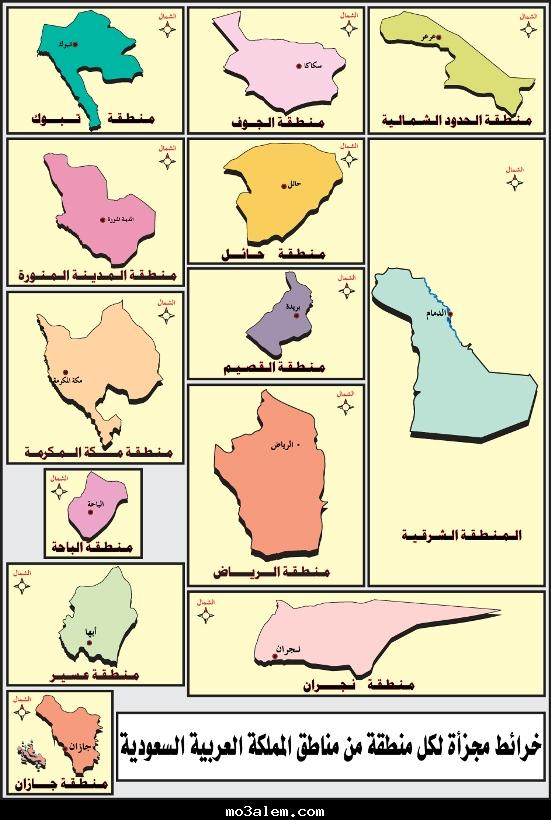 الشمال
عرعر
منطقة الحدود الشمالية
الشمال
سكاكا
منطقة الجوف
الشمال
تبوك
منطقة تبوك
الشمال
الدمام
المنطقة الشرقية
الشمال
حائل
منطقة حائل
الشمال
المدينة المنورة
منطقة المدينة المنورة
الشمال
بريدة
منطقة القصيم
الشمال
مكة المكرمة
منطقة مكة المكرمة
الشمال
الرياض
منطقة الرياض
الشمال
الباحة
منطقة الباحة
الشمال
أبها
منطقة عسير
الشمال
نجران
منطقة نجران
الشمال
جازان
منطقة جازان
خرائط مجزأة لكل منطقة من مناطق المملكة العربية السعودية
mo3alem.com